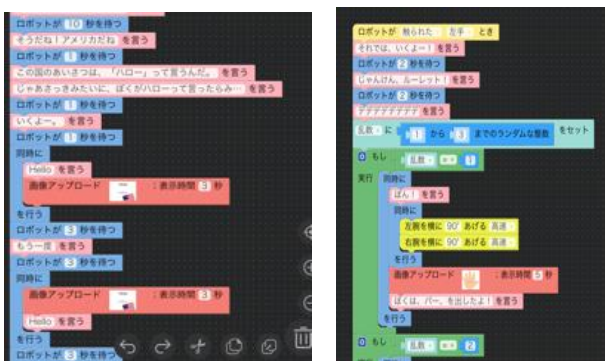 ロボットが 10 秒を待つ
そうだね！アメリカだね を言う
ロボットが 1 秒を待つ
この国のあいさつは、「ハロー」って言うんだ。 を言う
じゃあさっきみたいに、ぼくがハローって言ったらみ… を言う
ロボットが 1 秒を待つ
いくよー。 を言う
ロボットが 1 秒を待つ
同時に
Hello を言う
画像アップロード ：表示時間 3 秒
を行う
ロボットが 3 秒を待つ
もう一度 を言う
ロボットが 3 秒を待つ
同時に
画像アップロード ：表示時間 3 秒
Hello を言う
を行う
ロボットが 3 秒を待つ
ロボットが 触られた 左手 とき
それでは、いくよー！ を言う
ロボットが 2 秒を待つ
じゃんけん、ルーレット！ を言う
ロボットが 2 秒を待つ
を言う
乱数 に 1 から 3 までのランダムな整数 をセット
もし 乱数 = 1
実行 同時に
ぽん！ を言う
同時に
左腕を横に 90° あげる 高速
右腕を横に 90° あげる 高速
を行う
画像アップロード ：表示時間 5 秒
ぼくは、パー、を出したよ！ を言う
を行う
もし 乱数 = 2